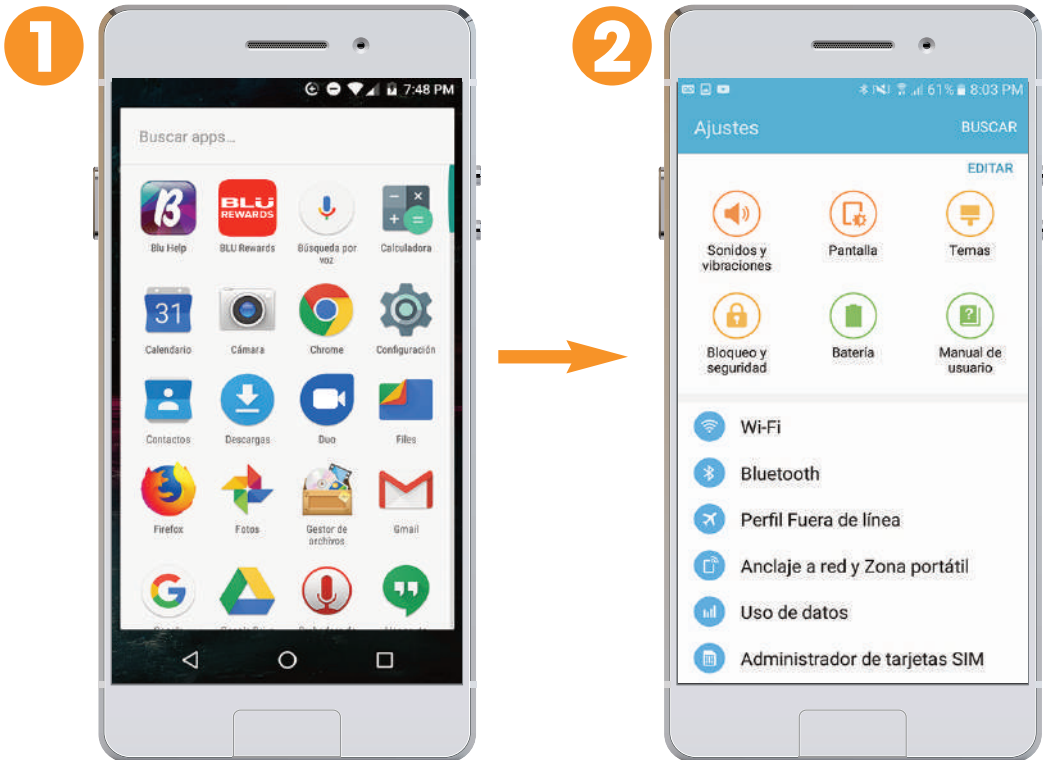 1
7:48 PM
Buscar apps...
B
BLU
REWARDS
Blu Help
BLU Rewards
Búsqueda por
voz
Calculadora
31
Calendario
Cámara
Chrome
Configuración
Contactos
Descargas
Duo
Files
Firefox
Fotos
Gestor de
archivos
Gmail
G
2
61% 8:03 PM
Ajustes
BUSCAR
EDITAR
Sonidos y
vibraciones
Pantalla
Temas
Bloqueo y
seguridad
Batería
Manual de
usuario
Wi-Fi
Bluetooth
Perfil Fuera de línea
Anclaje a red y Zona portátil
Uso de datos
Administrador de tarjetas SIM